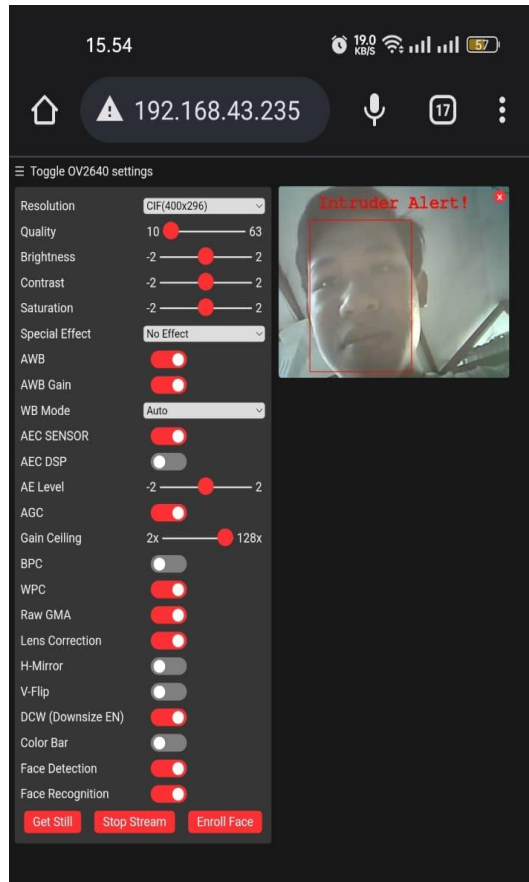 15.54
19.0
KB/S
57
192.168.43.235
17
Toggle OV2640 settings
Resolution CIF(400x296)
Quality 10 63
Brightness -2 2
Contrast -2 2
Saturation -2 2
Special Effect No Effect
AWB
AWB Gain
WB Mode Auto
AEC SENSOR
AEC DSP
AE Level -2 2
AGC
Gain Ceiling 2x 128x
BPC
WPC
Raw GMA
Lens Correction
H-Mirror
V-Flip
DCW (Downsize EN)
Color Bar
Face Detection
Face Recognition
Get Still Stop Stream Enroll Face
Intruder Alert!